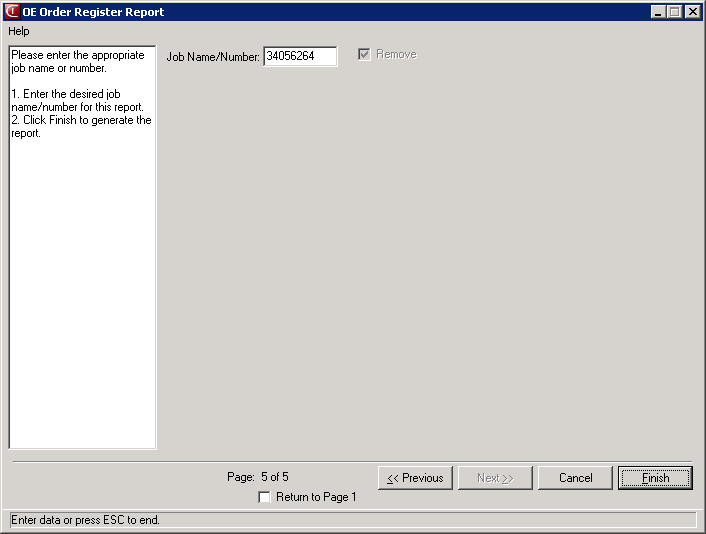 OE Order Register Report
Help
Please enter the appropriate
job name or number.
1. Enter the desired job
name/number for this report.
2. Click Finish to generate the
report.
Job Name/Number: 34056264
Remove
Page: 5 of 5
<< Previous
Next >>
Cancel
Finish
Return to Page 1
Enter data or press ESC to end.